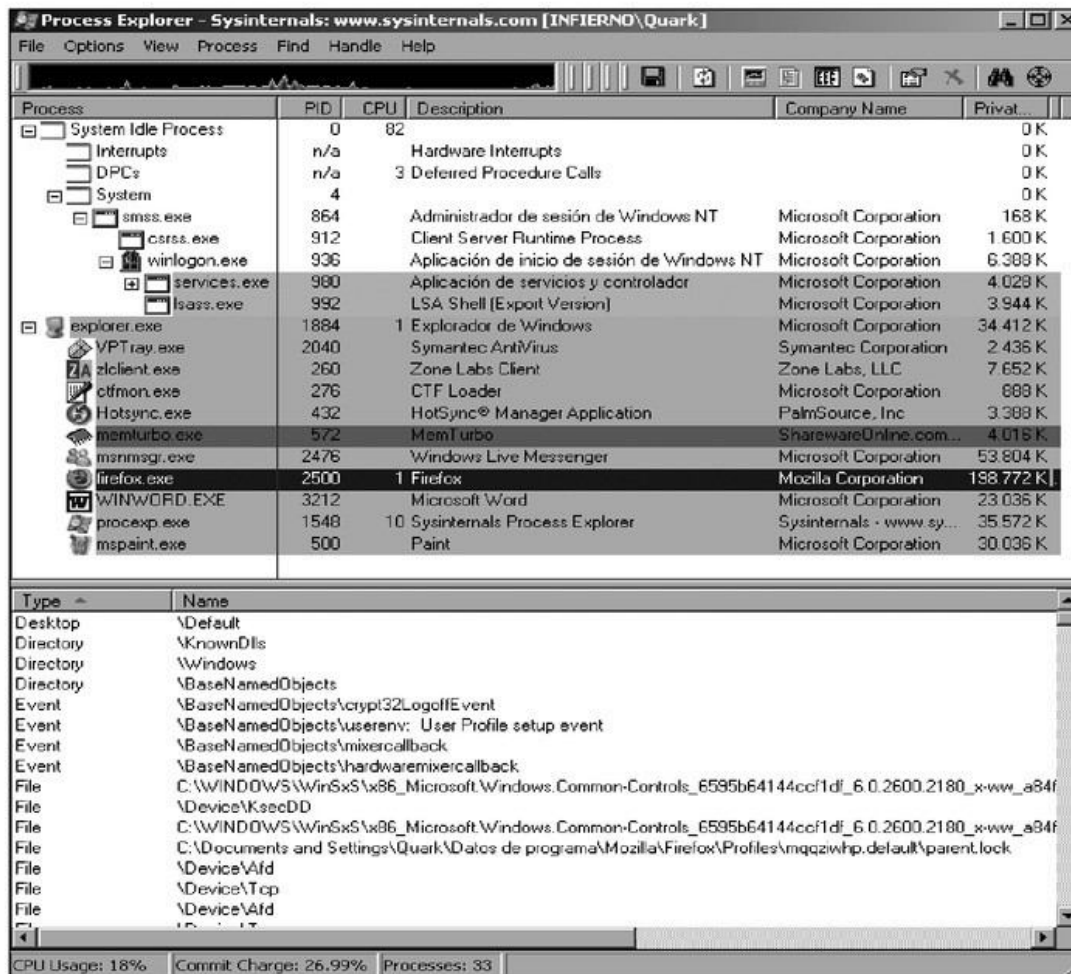 Process Explorer - Sysinternals: www.sysinternals.com [INFIERNO\Quark]
File Options View Process Find Handle Help
Process PID CPU Description Company Name Privat...
System Idle Process 0 82 0 K
Interrupts n/a Hardware Interrupts 0 K
DPCs n/a 3 Deferred Procedure Calls 0 K
System 4 0 K
smss.exe 864 Administrador de sesión de Windows NT Microsoft Corporation 168 K
csrss.exe 912 Client Server Runtime Process Microsoft Corporation 1.600 K
winlogon.exe 936 Aplicación de inicio de sesión de Windows NT Microsoft Corporation 6.388 K
services.exe 980 Aplicación de servicios y controlador Microsoft Corporation 4.028 K
lsass.exe 992 LSA Shell (Export Version) Microsoft Corporation 3.944 K
explorer.exe 1884 1 Explorador de Windows Microsoft Corporation 34.412 K
VPTray.exe 2040 Symantec AntiVirus Symantec Corporation 2.436 K
zlclient.exe 260 Zone Labs Client Zone Labs, LLC 7.652 K
ctfmon.exe 276 CTF Loader Microsoft Corporation 888 K
Hotsync.exe 432 HotSync® Manager Application PalmSource, Inc 3.388 K
memturbo.exe 572 MemTurbo SharewareOnline.com... 4.016 K
msnmsgr.exe 2476 Windows Live Messenger Microsoft Corporation 53.804 K
firefox.exe 2500 1 Firefox Mozilla Corporation 198.772 K
WINWORD.EXE 3212 Microsoft Word Microsoft Corporation 23.036 K
procexp.exe 1548 10 Sysinternals Process Explorer Sysinternals - www.sy... 35.572 K
mspaint.exe 500 Paint Microsoft Corporation 30.036 K
Type Name
Desktop \Default
Directory \KnownDlls
Directory \Windows
Directory \BaseNamedObjects
Event \BaseNamedObjects\crypt32LogoffEvent
Event \BaseNamedObjects\userenv: User Profile setup event
Event \BaseNamedObjects\mixercallback
Event \BaseNamedObjects\hardwaremixercallback
File C:\WINDOWS\WinSxS\x86_Microsoft.Windows.Common-Controls_6595b64144ccf1df_6.0.2600.2180_x-ww_a84f
File \Device\KsecDD
File C:\WINDOWS\WinSxS\x86_Microsoft.Windows.Common-Controls_6595b64144ccf1df_6.0.2600.2180_x-ww_a84f
File C:\Documents and Settings\Quark\Datos de programa\Mozilla\Firefox\Profiles\mqqziwhp.default\parent.lock
File \Device\Afd
File \Device\Tcp
File \Device\Afd
CPU Usage: 18% Commit Charge: 26.99% Processes: 33